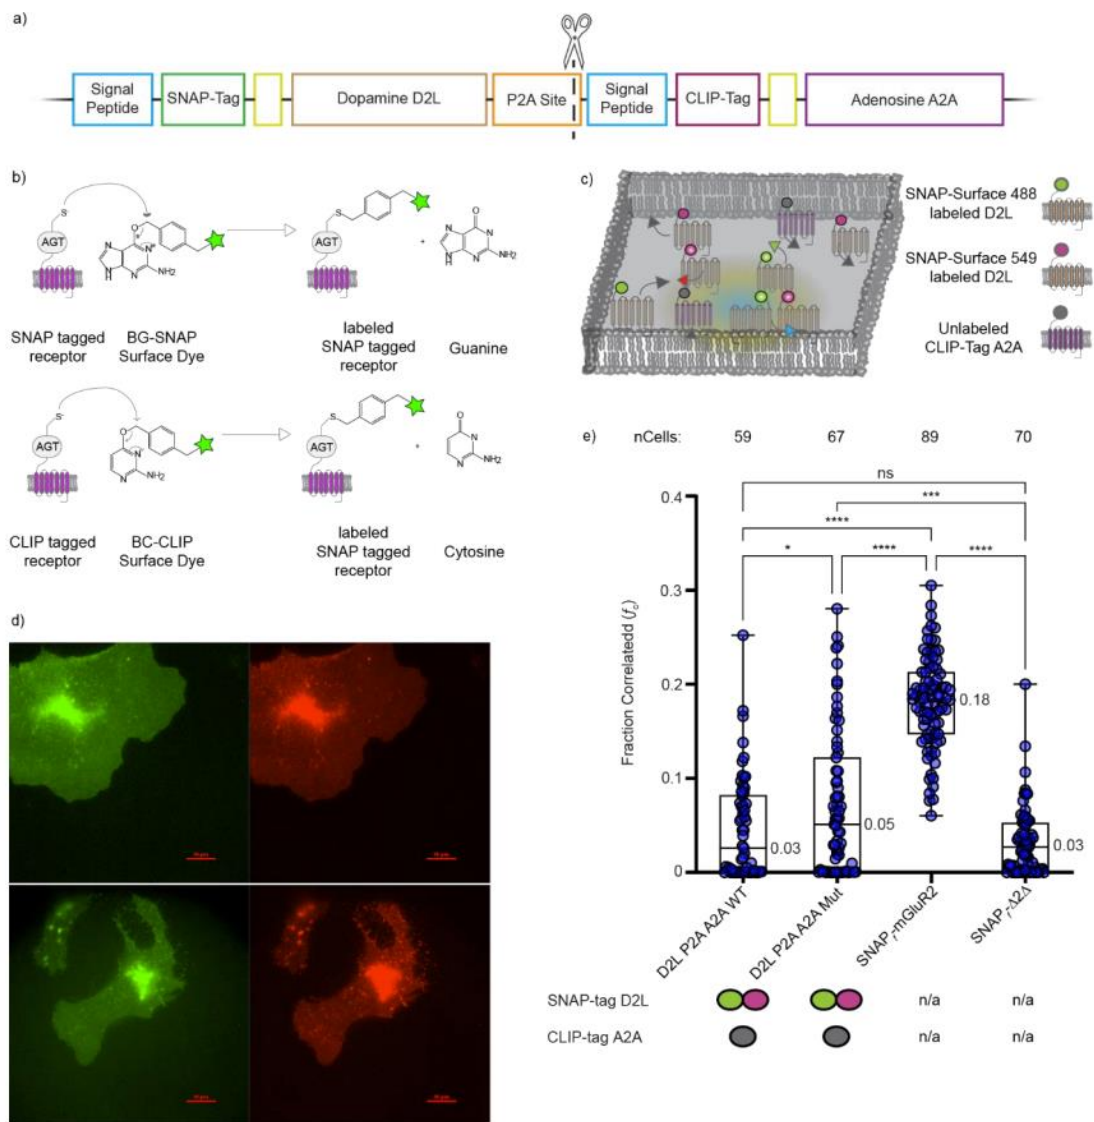 a)
Signal
Peptide
SNAP-Tag
Dopamine D2L
P2A Site
Signal
Peptide
CLIP-Tag
Adenosine A2A
b)
S-
AGT
O
N
N
N
H
N
NH₂
S
AGT
+
O
N
NH
N
NH₂
SNAP tagged
receptor
BG-SNAP
Surface Dye
labeled
SNAP tagged
receptor
Guanine
S-
AGT
O
N
N
NH₂
S
AGT
+
O
N
N
NH₂
CLIP tagged
receptor
BC-CLIP
Surface Dye
labeled
SNAP tagged
receptor
Cytosine
c)
SNAP-Surface 488
labeled D2L
SNAP-Surface 549
labeled D2L
Unlabeled
CLIP-Tag A2A
d)
e)
nCells: 59 67 89 70
ns
***
****
* **** ****
Fraction Correlatedd (fc)
0.4
0.3
0.2
0.1
0
0.03
0.05
0.18
0.03
D2L P2A A2A WT
D2L P2A A2A Mut
SNAPf-mGluR2
SNAPf-Δ2Δ
SNAP-tag D2L n/a n/a
CLIP-tag A2A n/a n/a